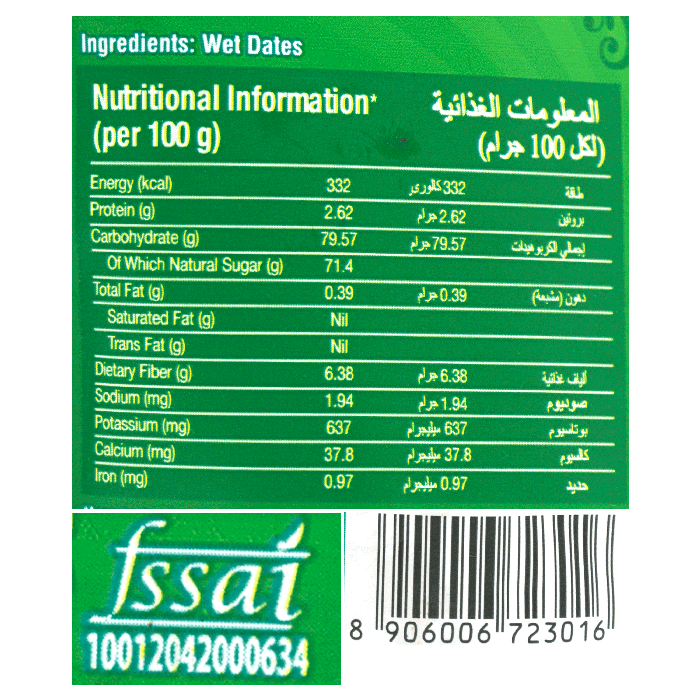 Ingredients: Wet Dates
Nutritional Information* المعلومات الغذائية
(per 100 g) (لكل 100 جرام)
Energy (kcal) 332 332 كالورى طاقة
Protein (g) 2.62 2.62 جرام بروتين
Carbohydrate (g) 79.57 79.57 جرام إجمالي الكربوهيدات
Of Which Natural Sugar (g) 71.4
Total Fat (g) 0.39 0.39 جرام دهون (مشبعة)
Saturated Fat (g) Nil
Trans Fat (g) Nil
Dietary Fiber (g) 6.38 6.38 جرام ألياف غذائية
Sodium (mg) 1.94 1.94 جرام صوديوم
Potassium (mg) 637 637 ميليجرام بوتاسيوم
Calcium (mg) 37.8 37.8 ميليجرام كالسيوم
Iron (mg) 0.97 0.97 ميليجرام حديد
fssai
10012042000634
8 906006 723016